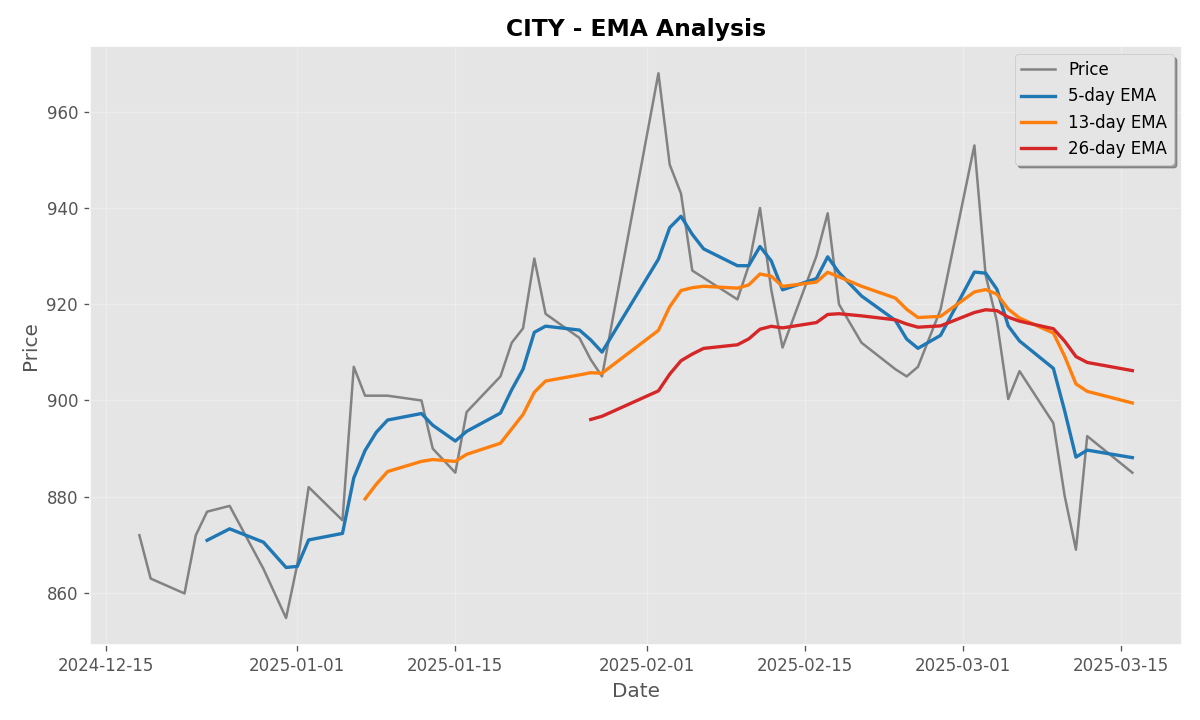 CITY - EMA Analysis
Price
5-day EMA
13-day EMA
26-day EMA
Price
960
940
920
900
880
860
2024-12-15
2025-01-01
2025-01-15
2025-02-01
2025-02-15
2025-03-01
2025-03-15
Date